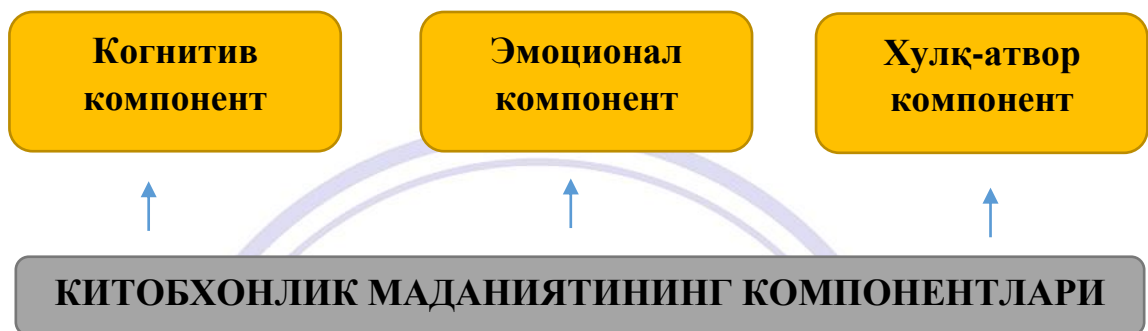 Когнитив
компонент
Эмоционал
компонент
Хулқ-атвор
компонент
КИТОБХОНЛИК МАДАНИЯТИНИНГ КОМПОНЕНТЛАРИ